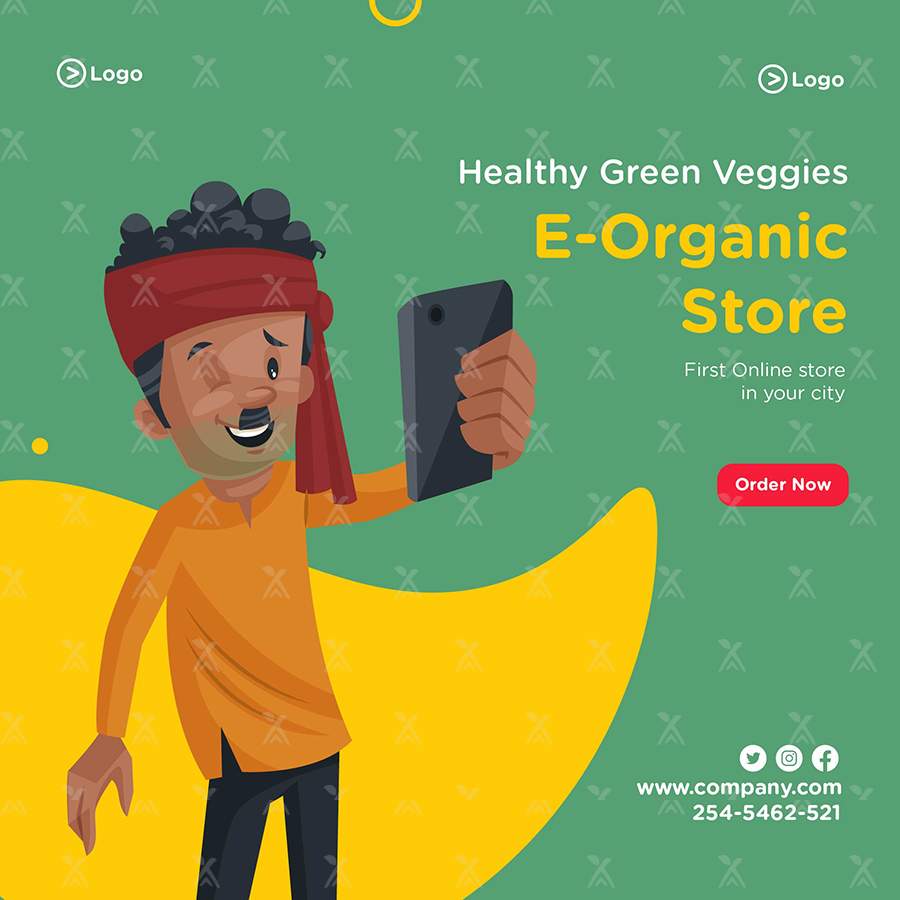 Logo
Logo
Healthy Green Veggies
E-Organic
Store
First Online store
in your city
Order Now
www.company.com
254-5462-521